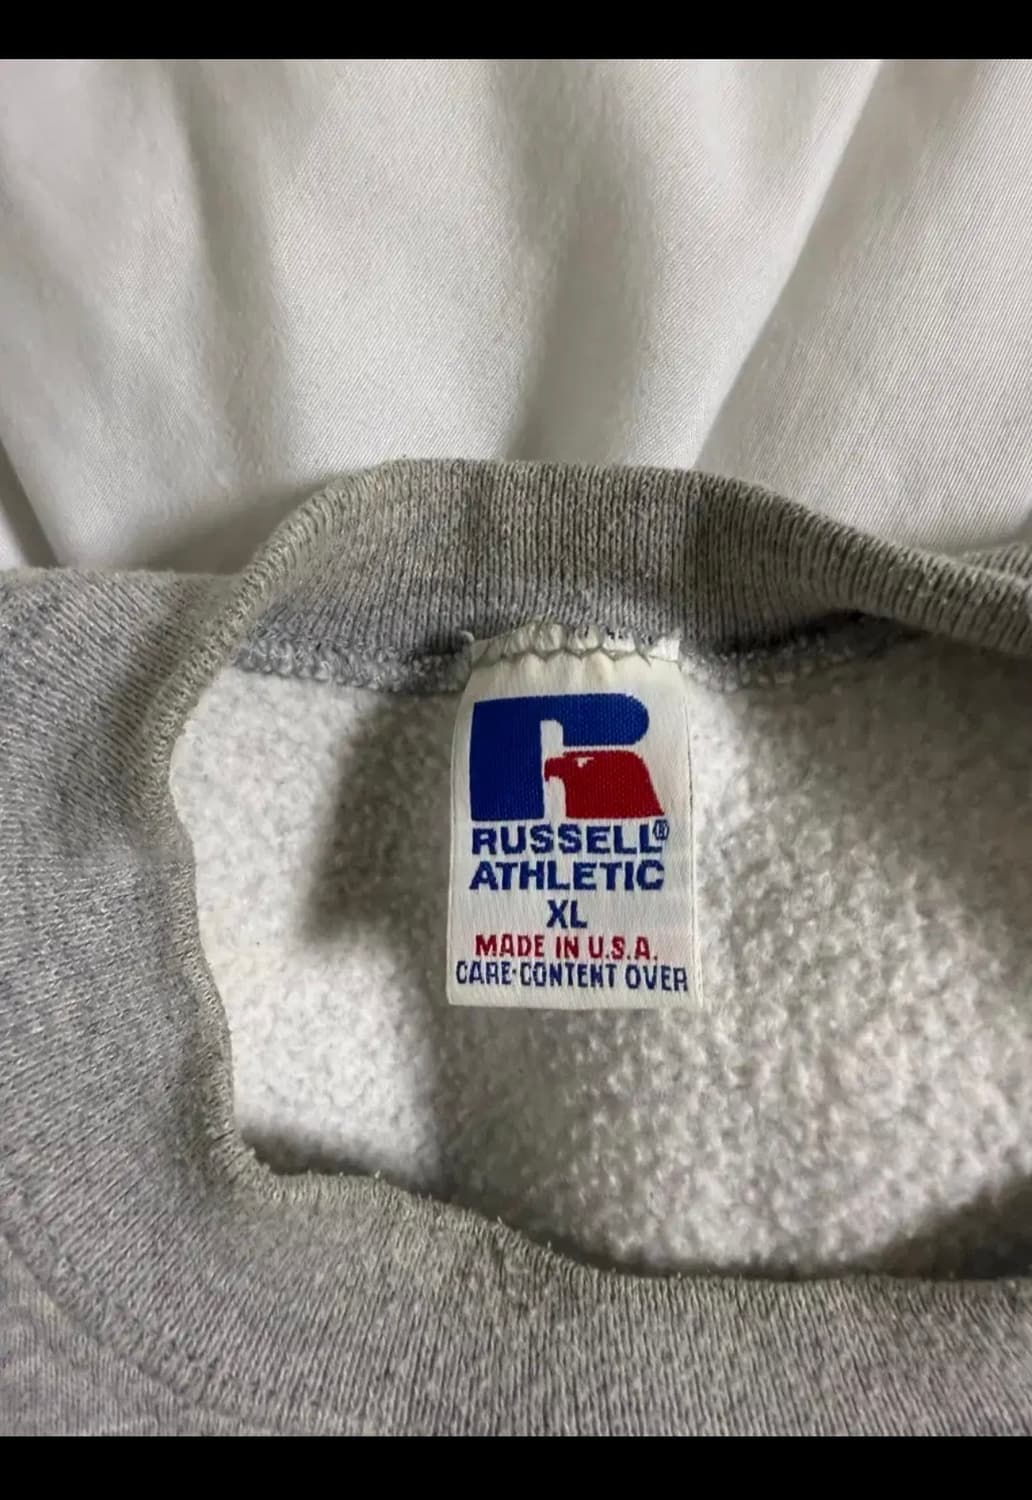 RUSSELL®
ATHLETIC
XL
MADE IN U.S.A.
CARE·CONTENT OVER